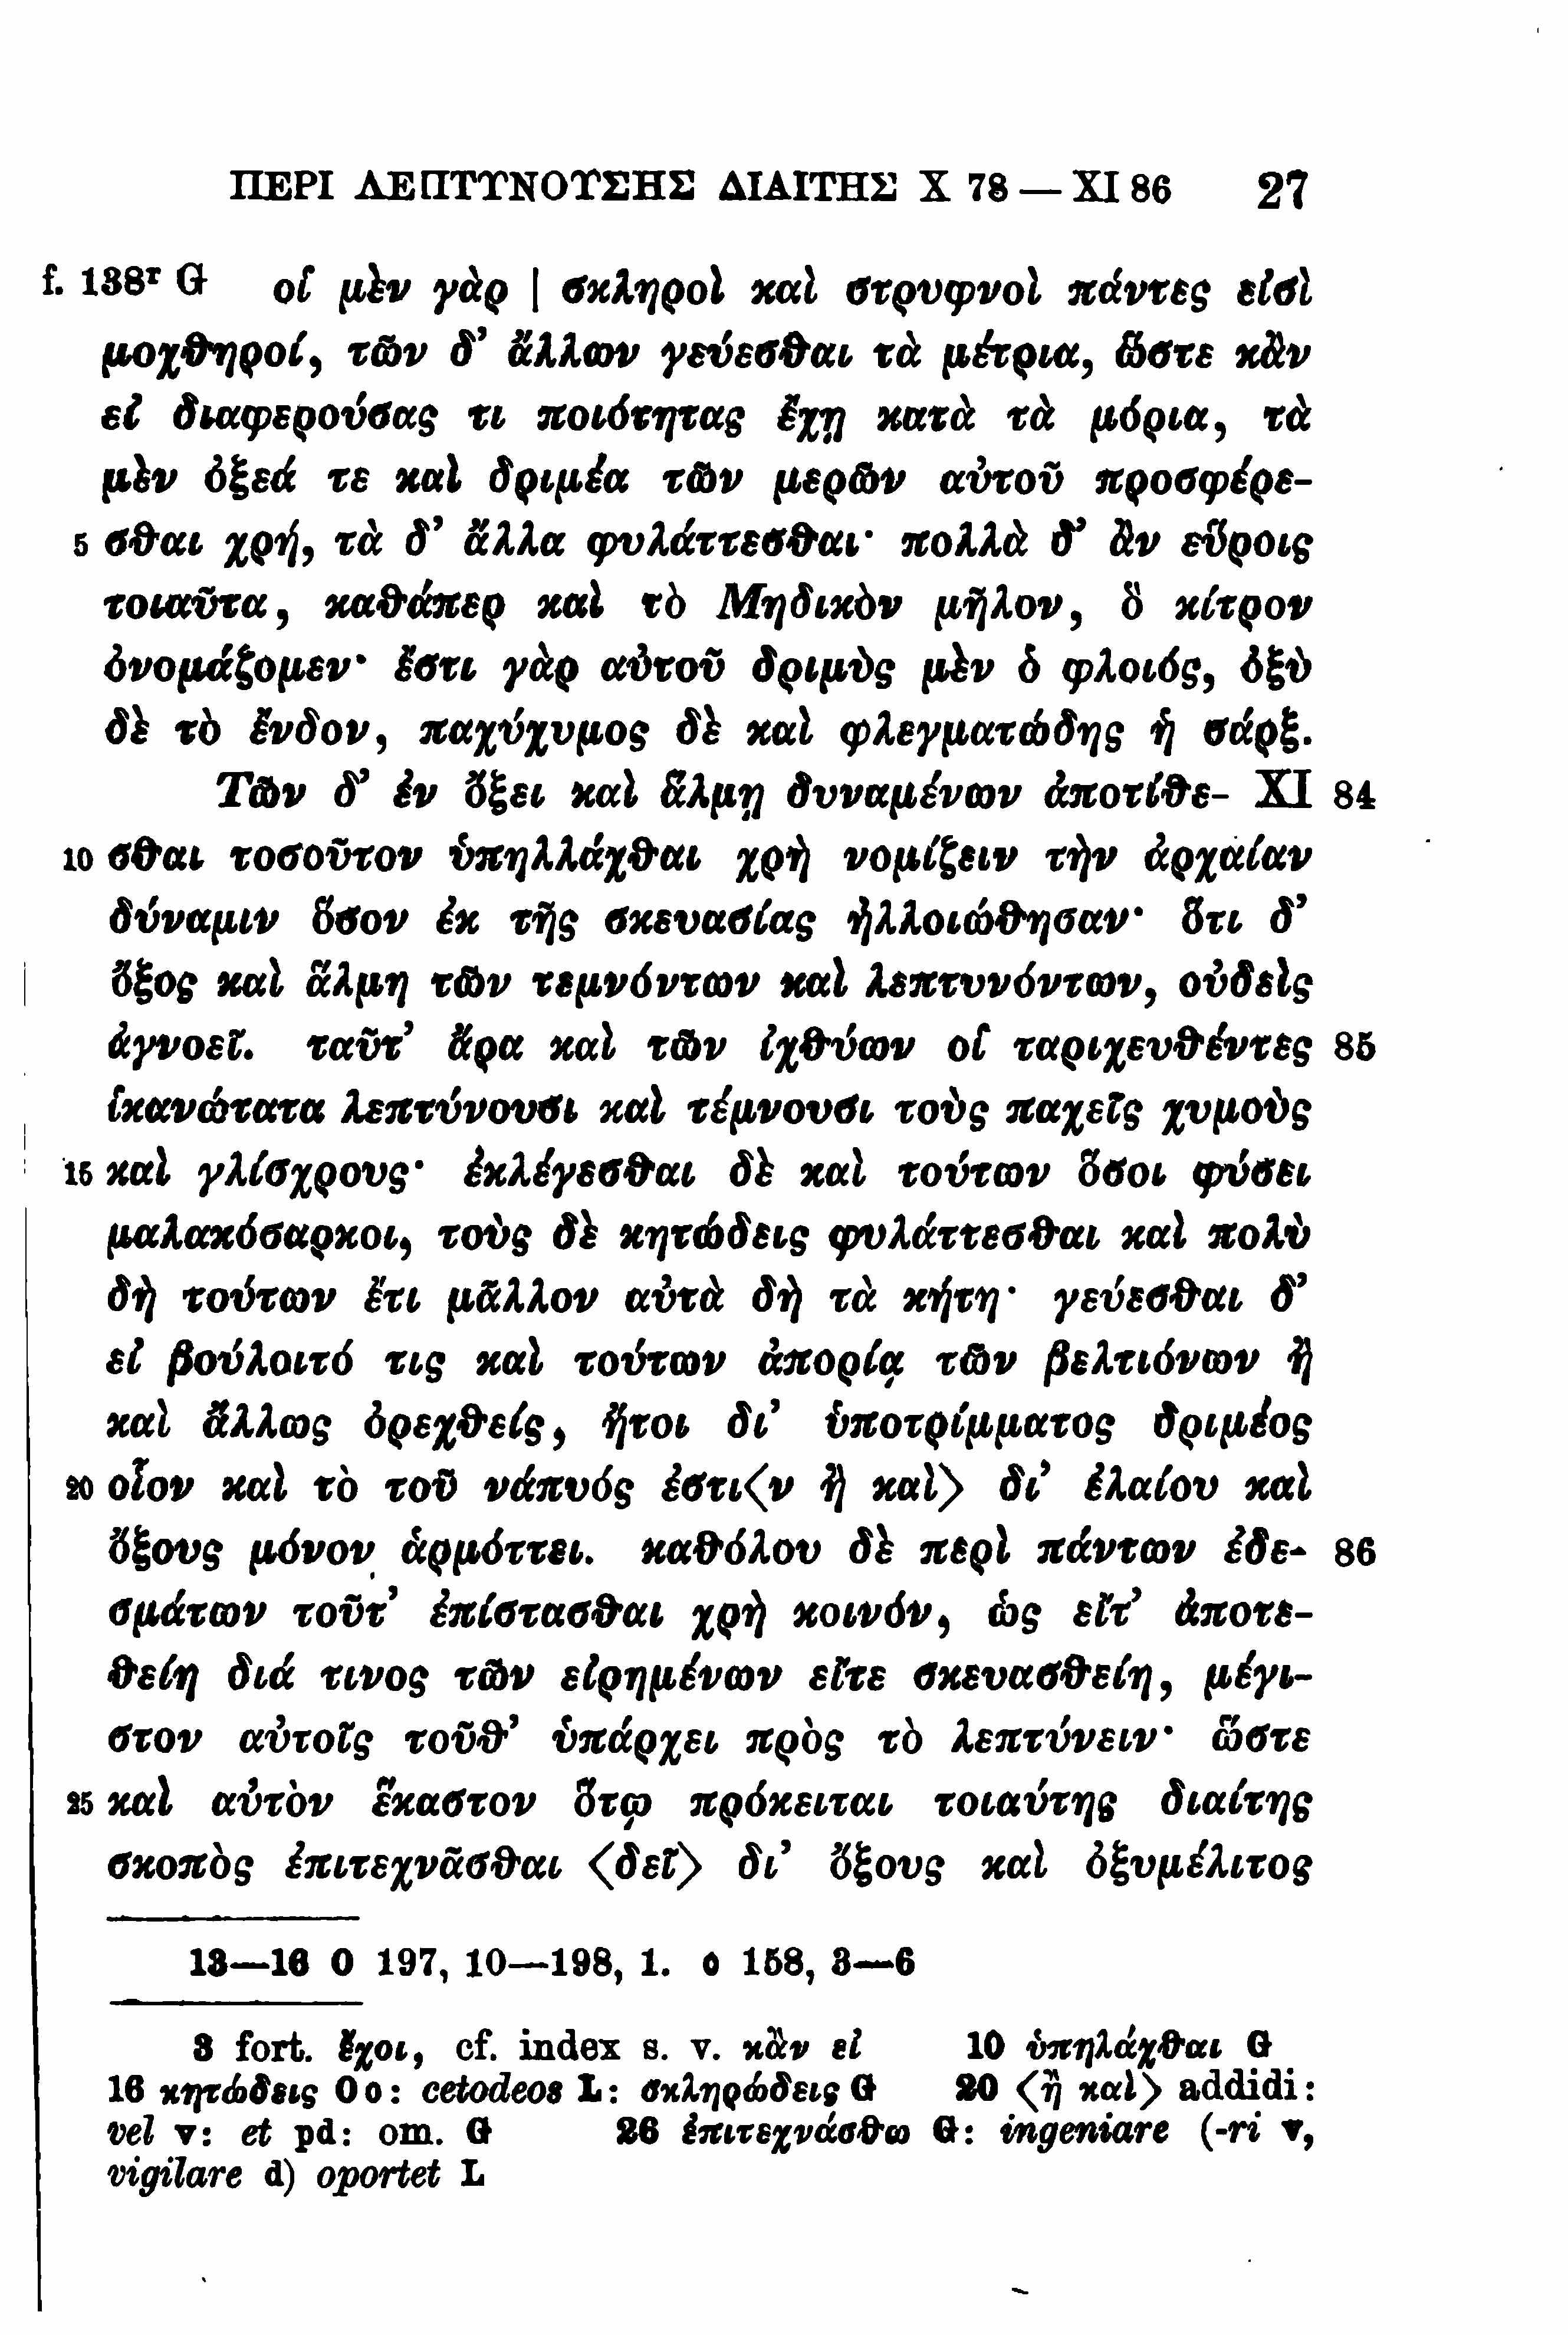 ΠΕΡΙ ΛΕΠΤΥΝΟΥΣΗΣ ΔΙΑΙΤΗΣ X 78 — XI 86 27
f. 138ʳ G οἱ μὲν γὰρ | σκληροὶ καὶ στρυφνοὶ πάντες εἰσὶ
μοχθηροί, τῶν δ’ ἄλλων γεύεσθαι τὰ μέτρια, ὥστε κἂν
εἰ διαφερούσας τι ποιότητας ἔχῃ κατὰ τὰ μόρια, τὰ
μὲν ὀξεά τε καὶ δριμέα τῶν μερῶν αὐτοῦ προσφέρε-
5 σθαι χρή, τὰ δ’ ἄλλα φυλάττεσθαι· πολλὰ δ’ ἂν εὕροις
τοιαῦτα, καθάπερ καὶ τὸ Μηδικὸν μῆλον, ὃ κίτρον
ὀνομάζομεν· ἔστι γὰρ αὐτοῦ δριμὺς μὲν ὁ φλοιός, ὀξὺ
δὲ τὸ ἔνδον, παχύχυμος δὲ καὶ φλεγματώδης ἡ σάρξ.
Τῶν δ’ ἐν ὄξει καὶ ἅλμῃ δυναμένων ἀποτίθε- XI 84
10 σθαι τοσοῦτον ὑπηλλάχθαι χρὴ νομίζειν τὴν ἀρχαίαν
δύναμιν ὅσον ἐκ τῆς σκευασίας ἠλλοιώθησαν· ὅτι δ’
ὄξος καὶ ἅλμη τῶν τεμνόντων καὶ λεπτυνόντων, οὐδεὶς
ἀγνοεῖ. ταῦτ’ ἄρα καὶ τῶν ἰχθύων οἱ ταριχευθέντες 85
ἱκανώτατα λεπτύνουσι καὶ τέμνουσι τοὺς παχεῖς χυμοὺς
15 καὶ γλίσχρους· ἐκλέγεσθαι δὲ καὶ τούτων ὅσοι φύσει
μαλακόσαρκοι, τοὺς δὲ κητώδεις φυλάττεσθαι καὶ πολὺ
δὴ τούτων ἔτι μᾶλλον αὐτὰ δὴ τὰ κήτη· γεύεσθαι δ’
εἰ βούλοιτό τις καὶ τούτων ἀπορίᾳ τῶν βελτιόνων ἢ
καὶ ἄλλως ὀρεχθείς, ἤτοι δι’ ὑποτρίμματος δριμέος
20 οἷον καὶ τὸ τοῦ νάπυός ἐστι⟨ν ἢ καὶ⟩ δι’ ἐλαίου καὶ
ὄξους μόνον ἁρμόττει. καθόλου δὲ περὶ πάντων ἐδε- 86
σμάτων τοῦτ’ ἐπίστασθαι χρὴ κοινόν, ὡς εἴτ’ ἀποτε-
θείη διά τινος τῶν εἰρημένων εἴτε σκευασθείη, μέγι-
στον αὐτοῖς τοῦθ’ ὑπάρχει πρὸς τὸ λεπτύνειν· ὥστε
25 καὶ αὐτὸν ἕκαστον ὅτῳ πρόκειται τοιαύτης διαίτης
σκοπὸς ἐπιτεχνᾶσθαι ⟨δεῖ⟩ δι’ ὄξους καὶ ὀξυμέλιτος
13—16 O 197, 10—198, 1. o 158, 3—6
3 fort. ἔχοι, cf. index s. v. κἂν εἰ 10 ὑπηλάχθαι G
16 κητώδεις Oo: cetodeos L: σκληρώδεις G 20 ⟨ἢ καὶ⟩ addidi:
vel v: et pd: om. G 26 ἐπιτεχνάσθω G: ingeniare (-ri v,
vigilare d) oportet L